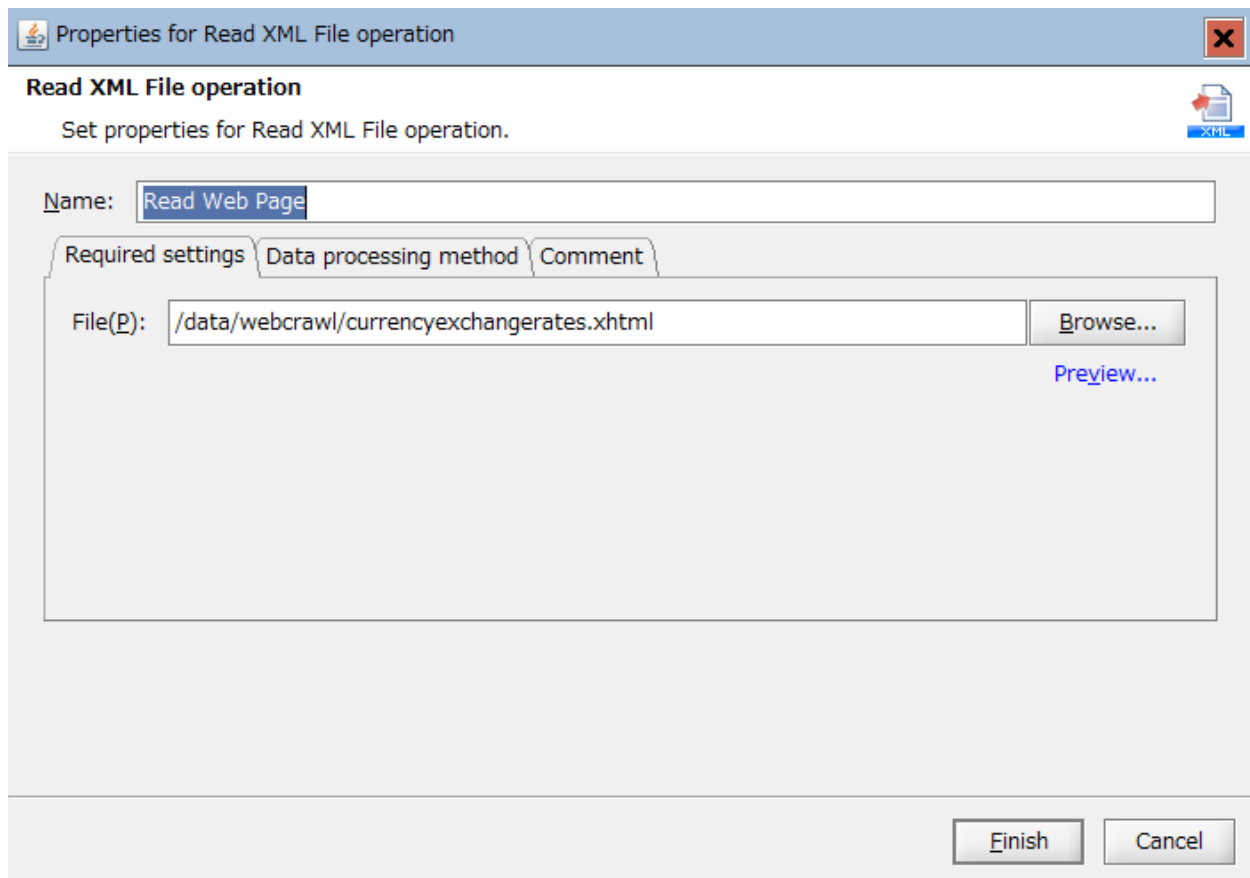 Properties for Read XML File operation
Read XML File operation
Set properties for Read XML File operation.
XML
Name: Read Web Page
Required settings Data processing method Comment
File(P): /data/webcrawl/currencyexchangerates.xhtml Browse...
Preview...
Finish Cancel